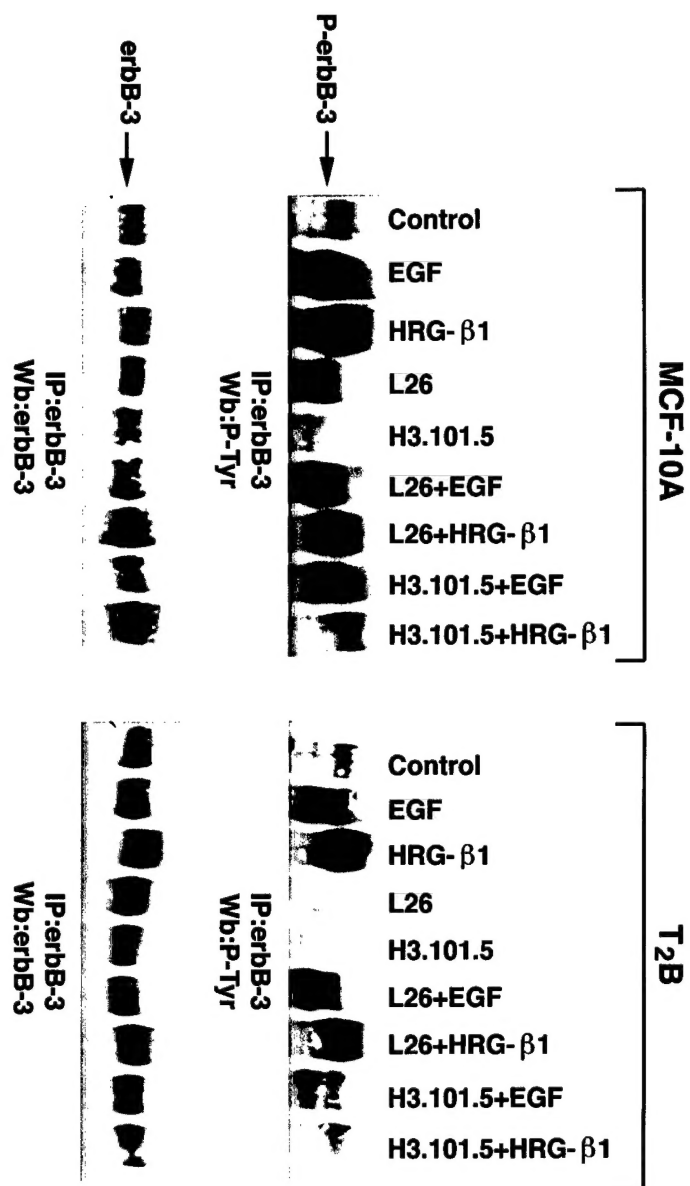 MCF-10A
Control
EGF
HRG-β1
L26
H3.101.5
L26+EGF
L26+HRG-β1
H3.101.5+EGF
H3.101.5+HRG-β1
P-erbB-3
IP:erbB-3
Wb:P-Tyr
erbB-3
IP:erbB-3
Wb:erbB-3
T2B
Control
EGF
HRG-β1
L26
H3.101.5
L26+EGF
L26+HRG-β1
H3.101.5+EGF
H3.101.5+HRG-β1
IP:erbB-3
Wb:P-Tyr
IP:erbB-3
Wb:erbB-3